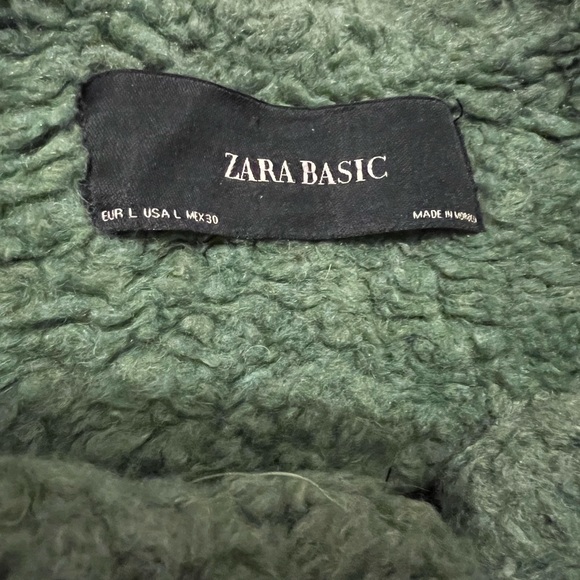 ZARA BASIC
EUR L USA L MEX 30
MADE IN